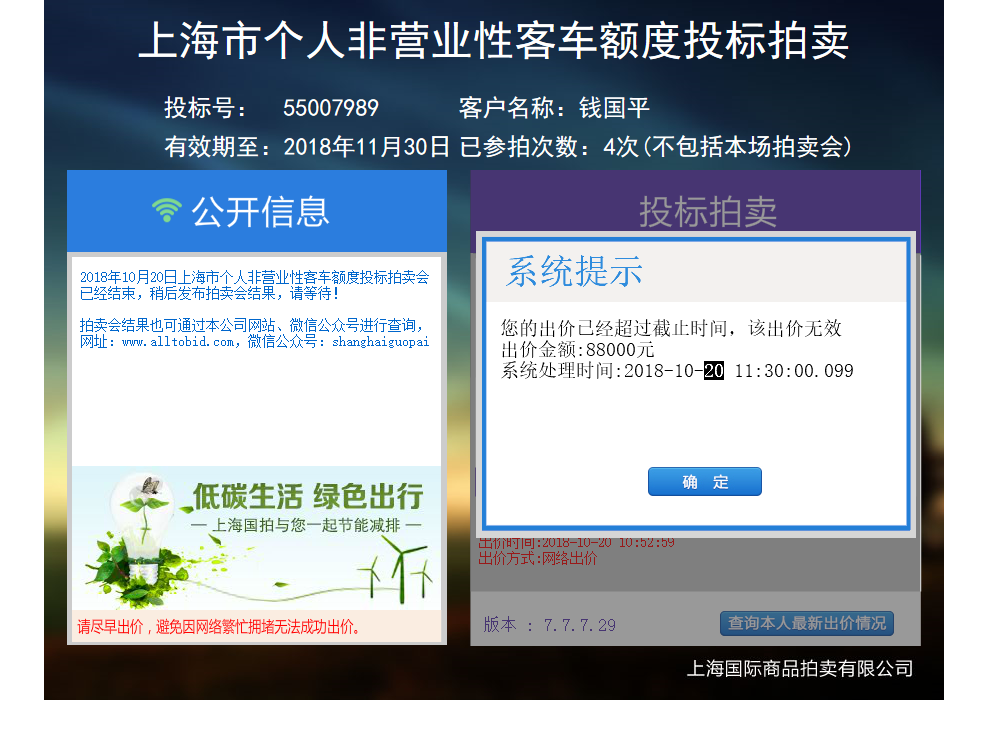 上海市个人非营业性客车额度投标拍卖
投标号： 55007989 客户名称：钱国平
有效期至：2018年11月30日 已参拍次数：4次(不包括本场拍卖会)
公开信息
2018年10月20日上海市个人非营业性客车额度投标拍卖会
已经结束，稍后发布拍卖会结果，请等待！
拍卖会结果也可通过本公司网站、微信公众号进行查询，
网址：www.alltobid.com，微信公众号：shanghaiguopai
低碳生活 绿色出行
— 上海国拍与您一起节能减排 —
请尽早出价，避免因网络繁忙拥堵无法成功出价。
投标拍卖
系统提示
您的出价已经超过截止时间，该出价无效
出价金额:88000元
系统处理时间:2018-10-20 11:30:00.099
确 定
出价时间:2018-10-20 10:52:59
出价方式:网络出价
版本 : 7.7.7.29
查询本人最新出价情况
上海国际商品拍卖有限公司